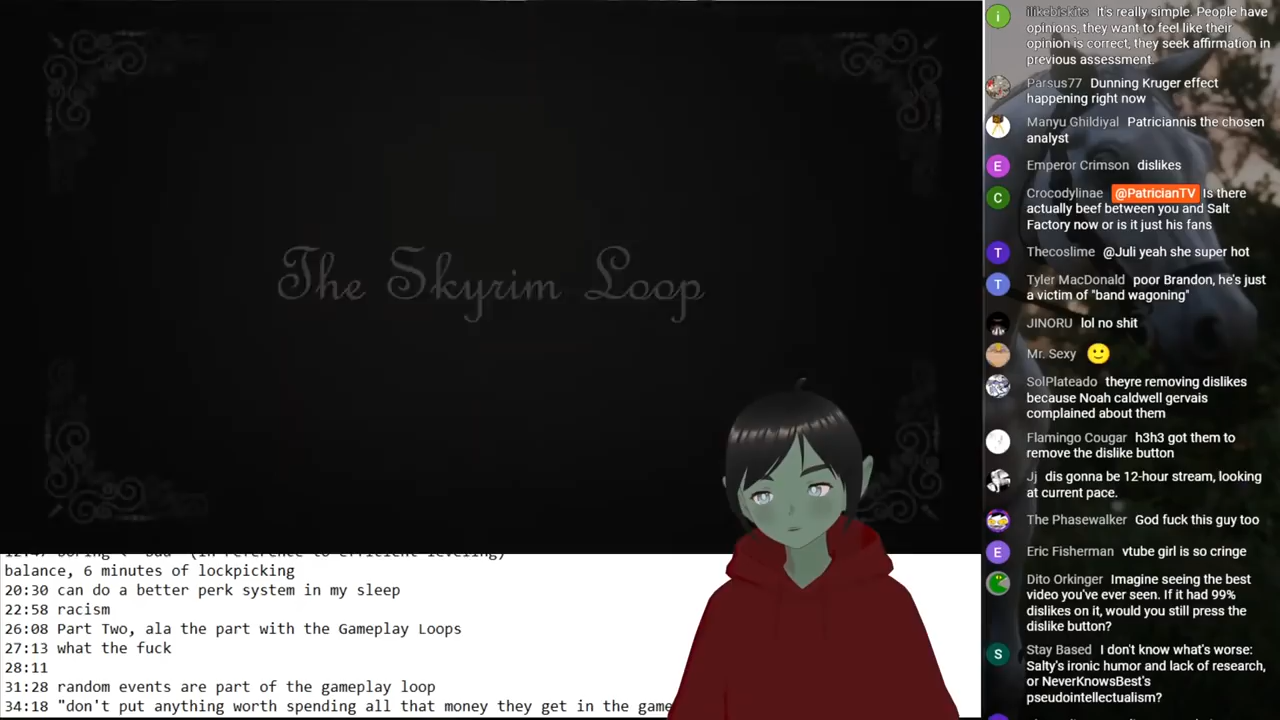 The Skyrim Loop
12:47 boring <- bad (in reference to efficient leveling)
balance, 6 minutes of lockpicking
20:30 can do a better perk system in my sleep
22:58 racism
26:08 Part Two, ala the part with the Gameplay Loops
27:13 what the fuck
28:11
31:28 random events are part of the gameplay loop
34:18 "don't put anything worth spending all that money they get in the game
ilikebiskits It's really simple. People have
opinions, they want to feel like their
opinion is correct, they seek affirmation in
previous assessment.
Parsus77 Dunning Kruger effect
happening right now
Manyu Ghildiyal Patriciannis the chosen
analyst
Emperor Crimson dislikes
Crocodylinae @PatricianTV Is there
actually beef between you and Salt
Factory now or is it just his fans
Thecoslime @Juli yeah she super hot
Tyler MacDonald poor Brandon, he's just
a victim of "band wagoning"
JINORU lol no shit
Mr. Sexy
SolPlateado theyre removing dislikes
because Noah caldwell gervais
complained about them
Flamingo Cougar h3h3 got them to
remove the dislike button
Jj dis gonna be 12-hour stream, looking
at current pace.
The Phasewalker God fuck this guy too
Eric Fisherman vtube girl is so cringe
Dito Orkinger Imagine seeing the best
video you've ever seen. If it had 99%
dislikes on it, would you still press the
dislike button?
Stay Based I don't know what's worse:
Salty's ironic humor and lack of research,
or NeverKnowsBest's
pseudointellectualism?